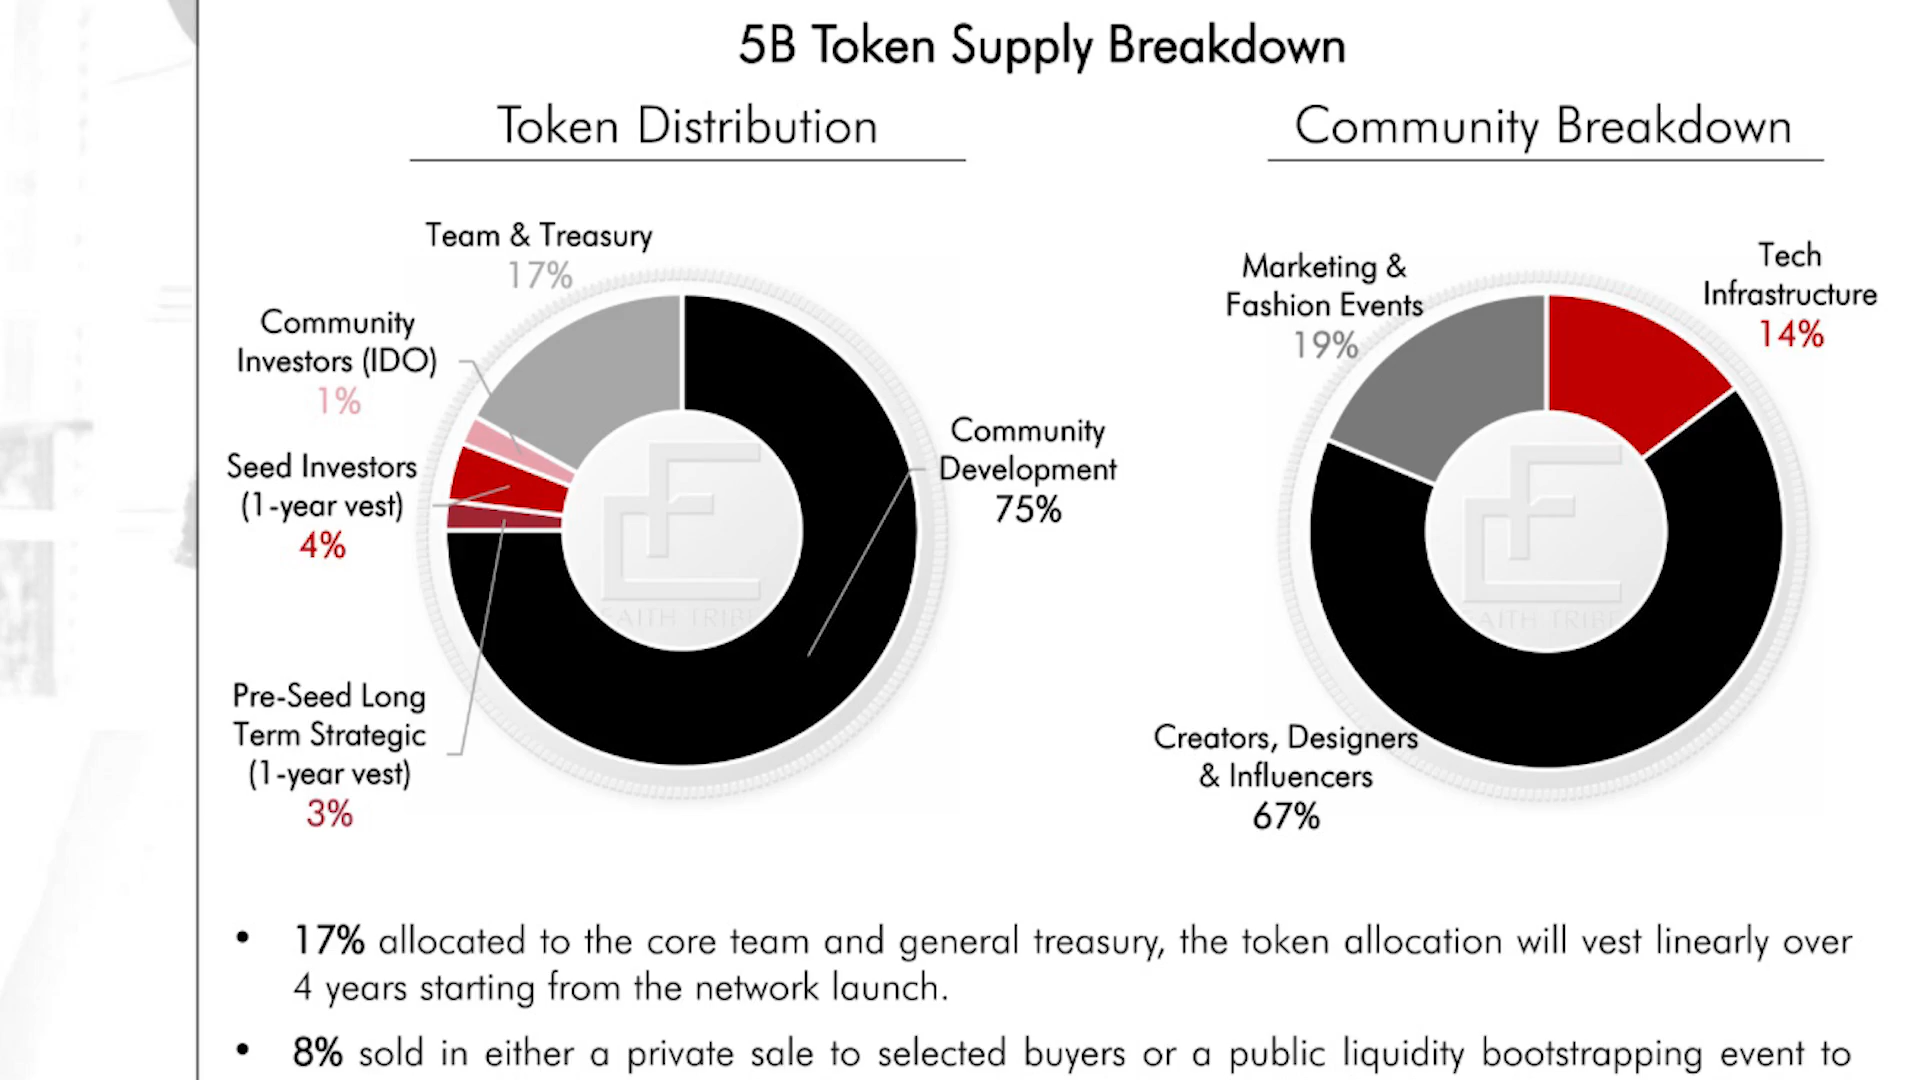 5B Token Supply Breakdown
Token Distribution
Team & Treasury
17%
Community
Investors (IDO)
1%
Seed Investors
(1-year vest)
4%
Pre-Seed Long
Term Strategic
(1-year vest)
3%
Community
Development
75%
FAITH TRIBE
Community Breakdown
Marketing &
Fashion Events
19%
Tech
Infrastructure
14%
Creators, Designers
& Influencers
67%
AITH TRIBE
• 17% allocated to the core team and general treasury, the token allocation will vest linearly over
4 years starting from the network launch.
• 8% sold in either a private sale to selected buyers or a public liquidity bootstrapping event to